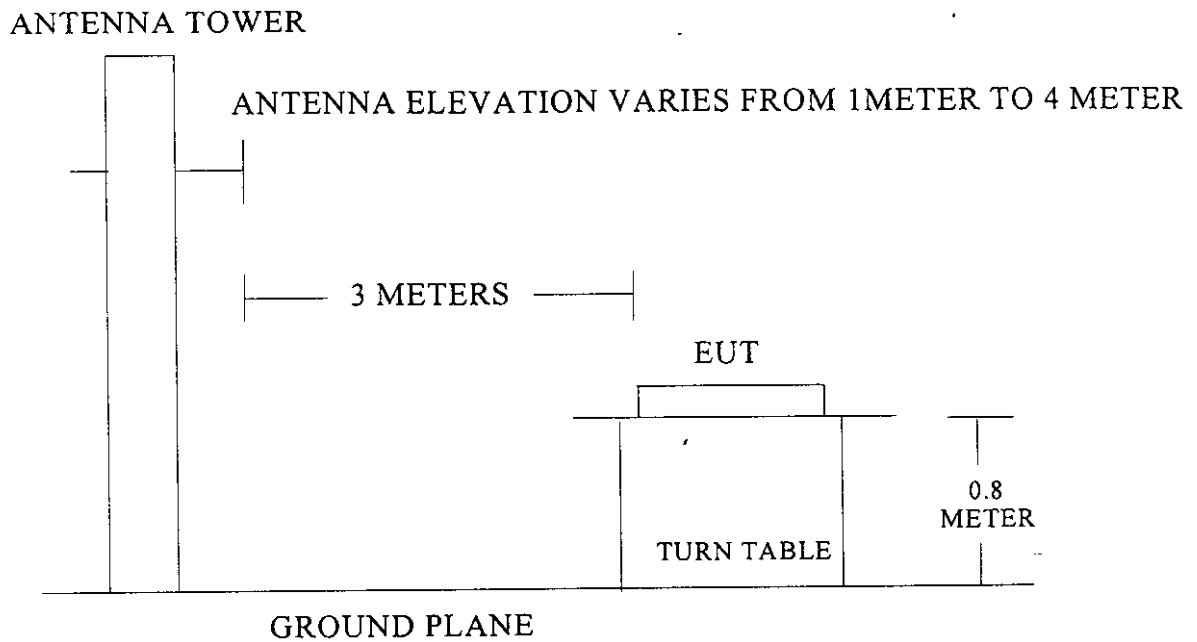 ANTENNA TOWER
ANTENNA ELEVATION VARIES FROM 1METER TO 4 METER
3 METERS
EUT
0.8
METER
TURN TABLE
GROUND PLANE